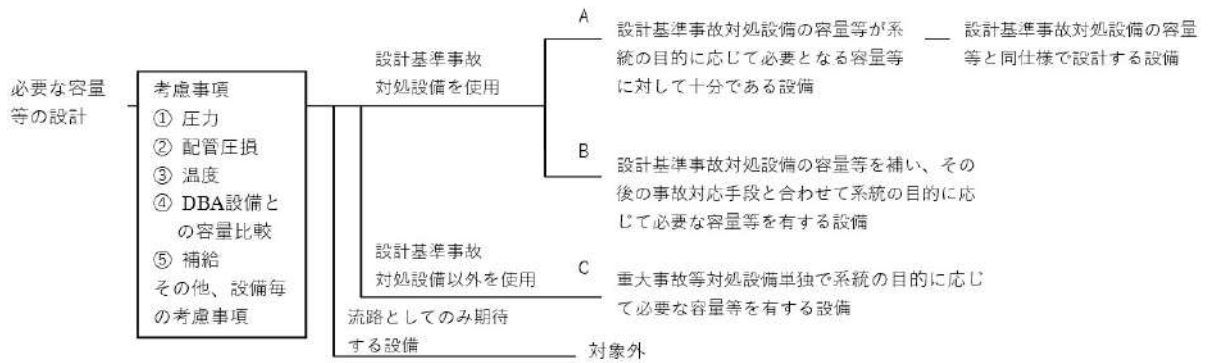 必要な容量
等の設計
考慮事項
① 圧力
② 配管圧損
③ 温度
④ DBA設備と
の容量比較
⑤ 補給
その他、設備毎
の考慮事項
設計基準事故
対処設備を使用
A
設計基準事故対処設備の容量等が系
統の目的に応じて必要となる容量等
に対して十分である設備
設計基準事故対処設備の容量
等と同仕様で設計する設備
B
設計基準事故対処設備の容量等を補い、その
後の事故対応手段と合わせて系統の目的に応
じて必要な容量等を有する設備
設計基準事故
対処設備以外を使用
C
重大事故等対処設備単独で系統の目的に応じ
て必要な容量等を有する設備
流路としてのみ期待
する設備
対象外